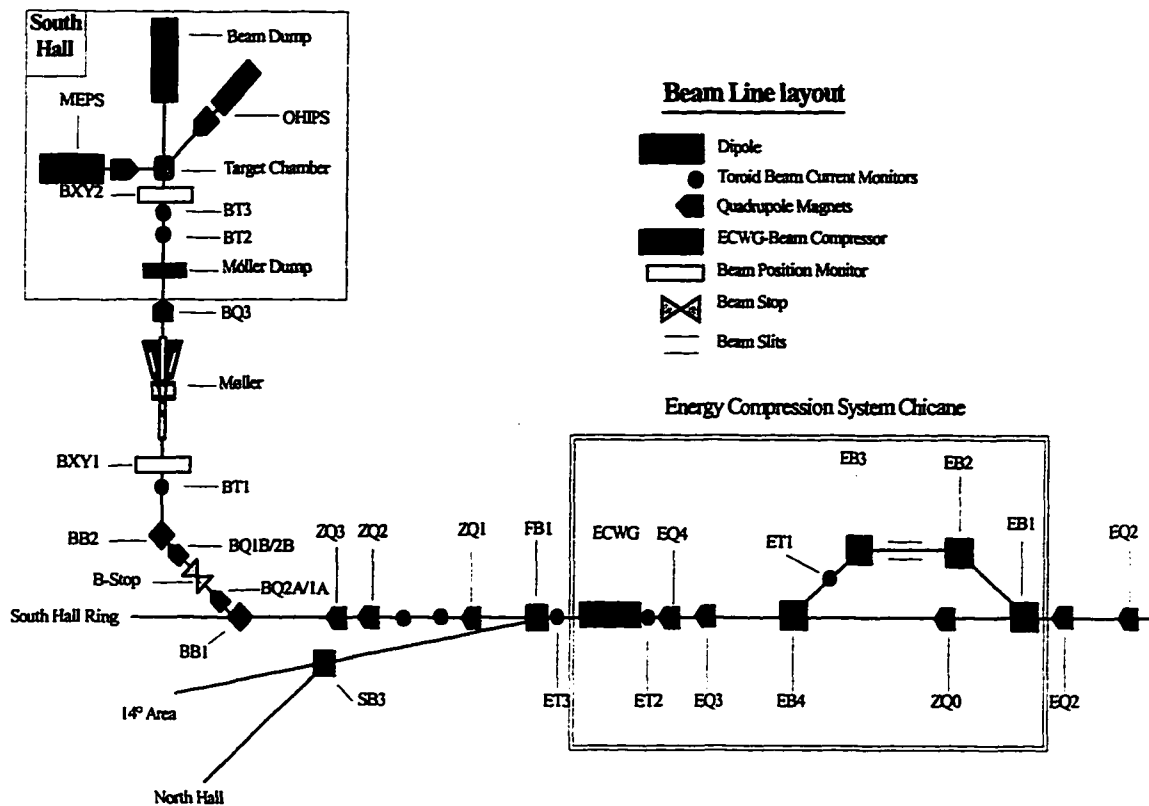 South
Hall
Beam Dump
MEPS
OHIPS
Target Chamber
BXY2
BT3
BT2
Móller Dump
BQ3
Møller
BXY1
BT1
BB2
BQ1B/2B
B-Stop
BQ2A/1A
South Hall Ring
BB1
ZQ3
ZQ2
ZQ1
FB1
SB3
14° Area
North Hall
Beam Line layout
Dipole
Toroid Beam Current Monitors
Quadrupole Magnets
ECWG-Beam Compressor
Beam Position Monitor
Beam Stop
Beam Slits
Energy Compression System Chicane
EB3
EB2
ECWG
EQ4
ET1
EB1
EQ2
ET3
ET2
EQ3
EB4
ZQ0
EQ2